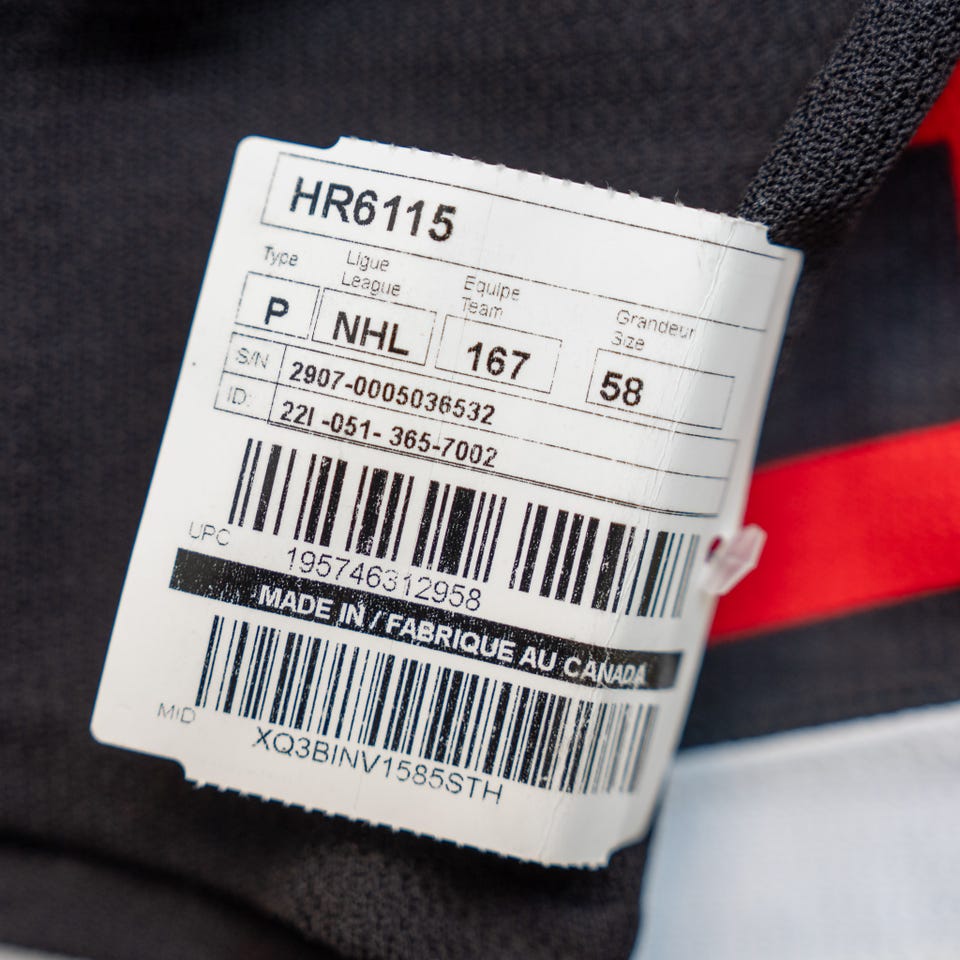 HR6115
Type Ligue Equipe Grandeur
League Team Size
P NHL 167 58
S/N 2907-0005036532
ID: 22I -051- 365-7002
UPC 195746312958
MADE IN / FABRIQUE AU CANADA
MID XQ3BINV1585STH